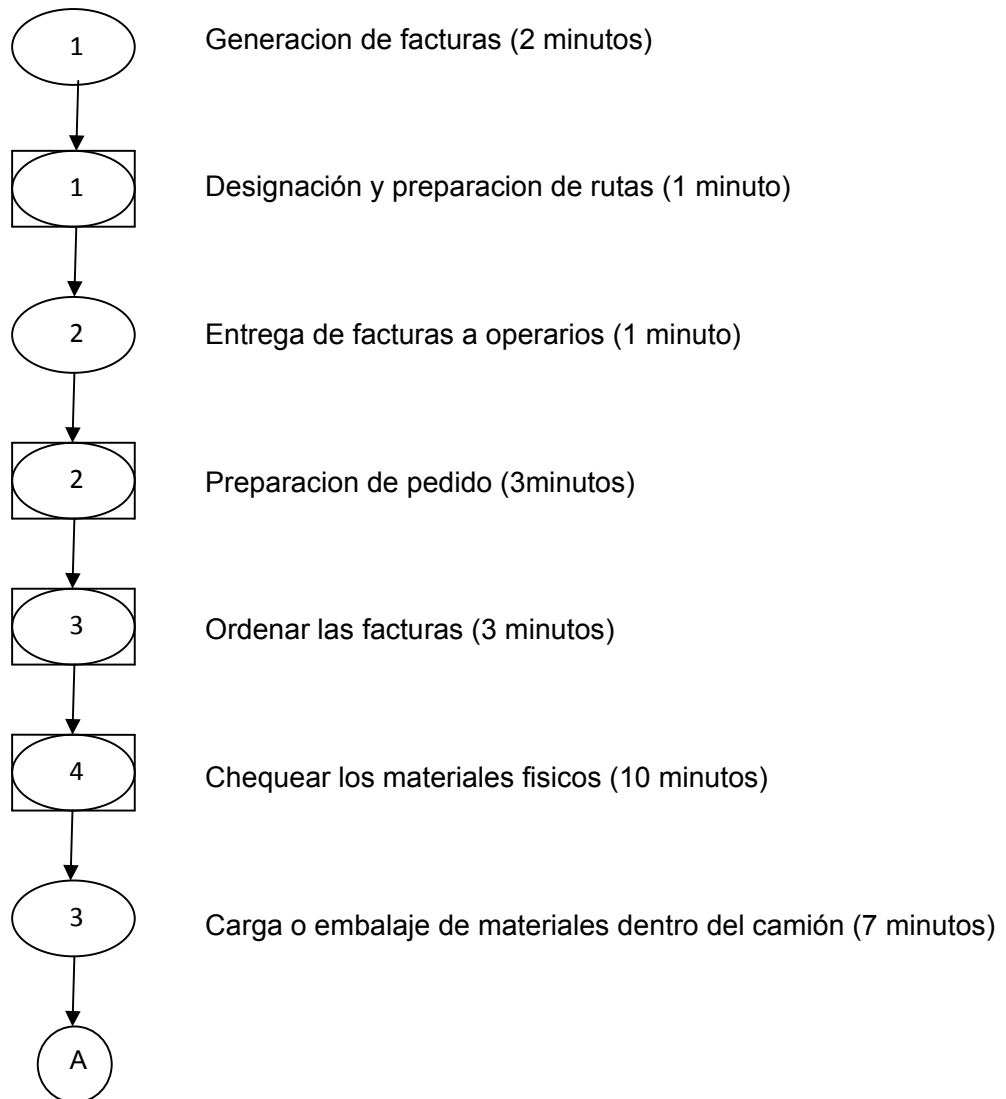 1 Generacion de facturas (2 minutos)
1 Designación y preparacion de rutas (1 minuto)
2 Entrega de facturas a operarios (1 minuto)
2 Preparacion de pedido (3minutos)
3 Ordenar las facturas (3 minutos)
4 Chequear los materiales fisicos (10 minutos)
3 Carga o embalaje de materiales dentro del camión (7 minutos)
A